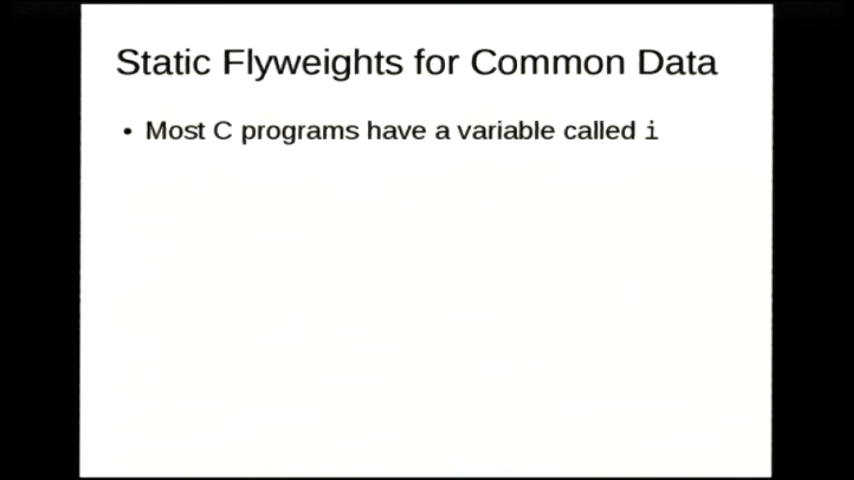 Static Flyweights for Common Data
• Most C programs have a variable called i